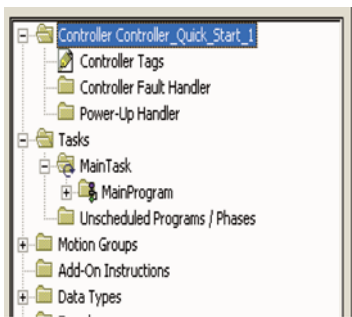 Controller Controller_Quick_Start_1
Controller Tags
Controller Fault Handler
Power-Up Handler
Tasks
MainTask
MainProgram
Unscheduled Programs / Phases
Motion Groups
Add-On Instructions
Data Types